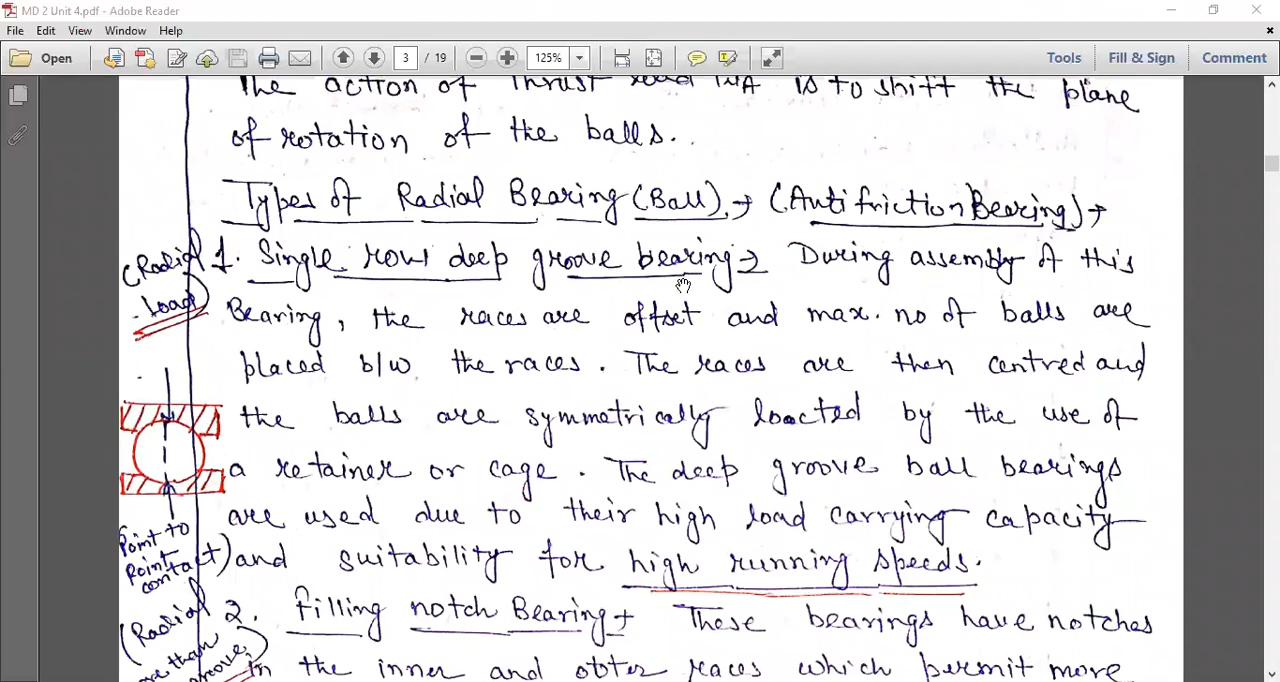 MD 2 Unit 4.pdf - Adobe Reader
File Edit View Window Help
Open 3 / 19 125% Tools Fill & Sign Comment
The action of Thrust load WA is to shift the plane
of rotation of the balls.
Types of Radial Bearing (Ball) → (Antifriction Bearing) →
(Radial Load)
1. Single row deep groove bearing → During assembly of this
Bearing, the races are offset and max. no of balls are
placed b/w the races. The races are then centred and
the balls are symmetrically loacted by the use of
a retainer or cage. The deep groove ball bearings
are used due to their high load carrying capacity
and suitability for high running speeds.
Point to
Point
contact)
(Radial
than
groove)
2. filling notch Bearing → These bearings have notches
in the inner and outer races which permit more